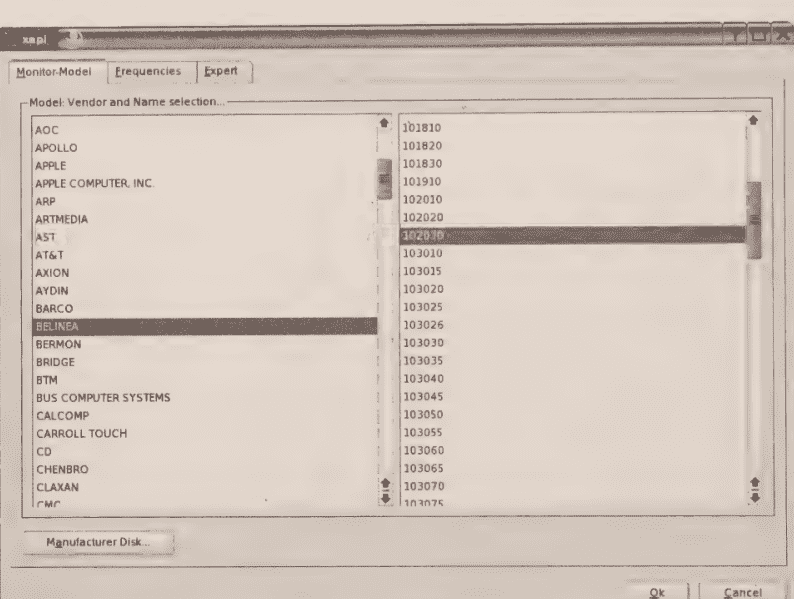 xapi
Monitor-Model
Frequencies
Expert
Model: Vendor and Name selection...
AOC
APOLLO
APPLE
APPLE COMPUTER, INC.
ARP
ARTMEDIA
AST
AT&T
AXION
AYDIN
BARCO
BELINEA
BERMON
BRIDGE
BTM
BUS COMPUTER SYSTEMS
CALCOMP
CARROLL TOUCH
CD
CHENBRO
CLAXAN
CMC
101810
101820
101830
101910
102010
102020
102030
103010
103015
103020
103025
103026
103030
103035
103040
103045
103050
103055
103060
103065
103070
103075
Manufacturer Disk...
Ok
Cancel